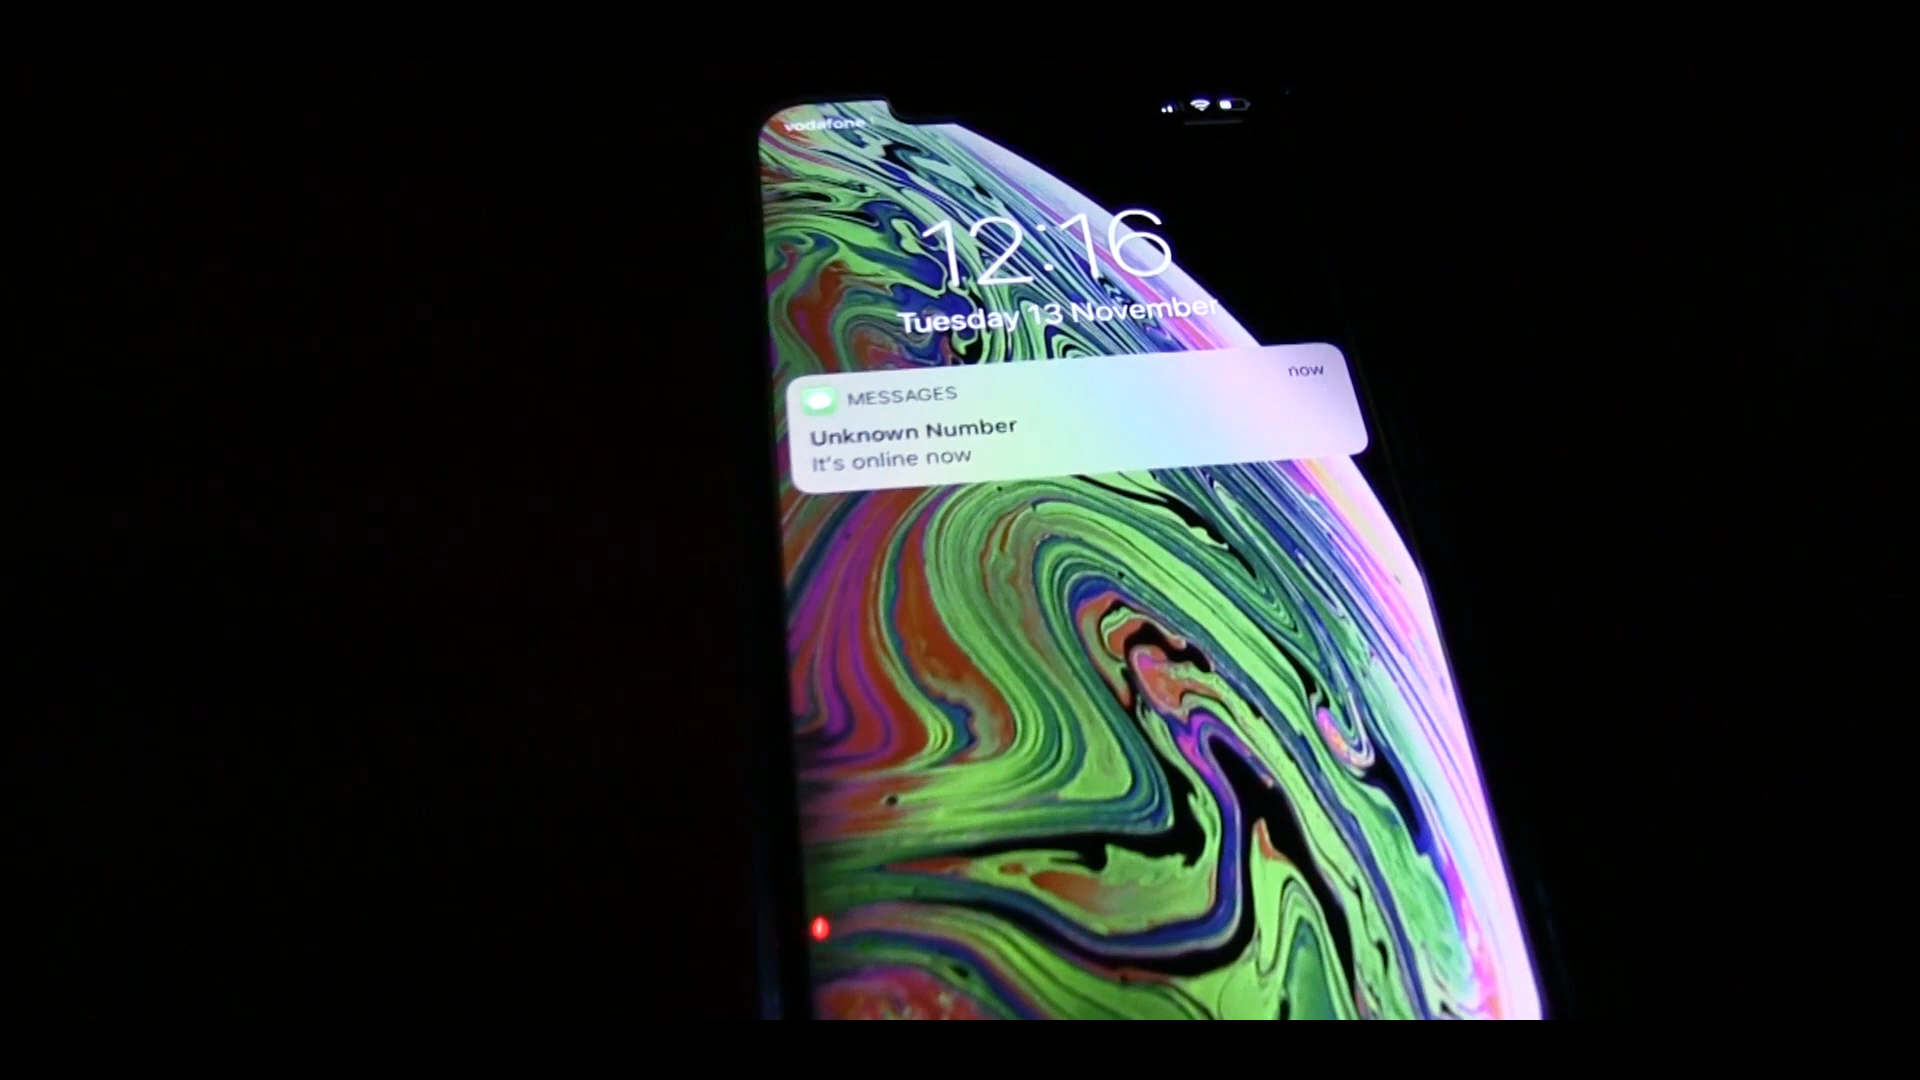 vodafone
12:16
Tuesday 13 November
MESSAGES
now
Unknown Number
It's online now